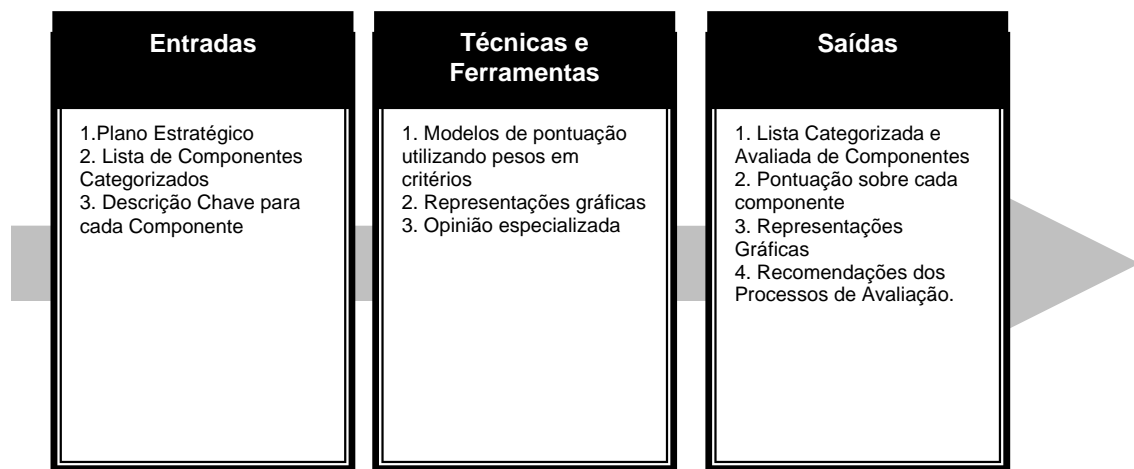 Entradas
1.Plano Estratégico
2. Lista de Componentes
Categorizados
3. Descrição Chave para
cada Componente
Técnicas e
Ferramentas
1. Modelos de pontuação
utilizando pesos em
critérios
2. Representações gráficas
3. Opinião especializada
Saídas
1. Lista Categorizada e
Avaliada de Componentes
2. Pontuação sobre cada
componente
3. Representações
Gráficas
4. Recomendações dos
Processos de Avaliação.